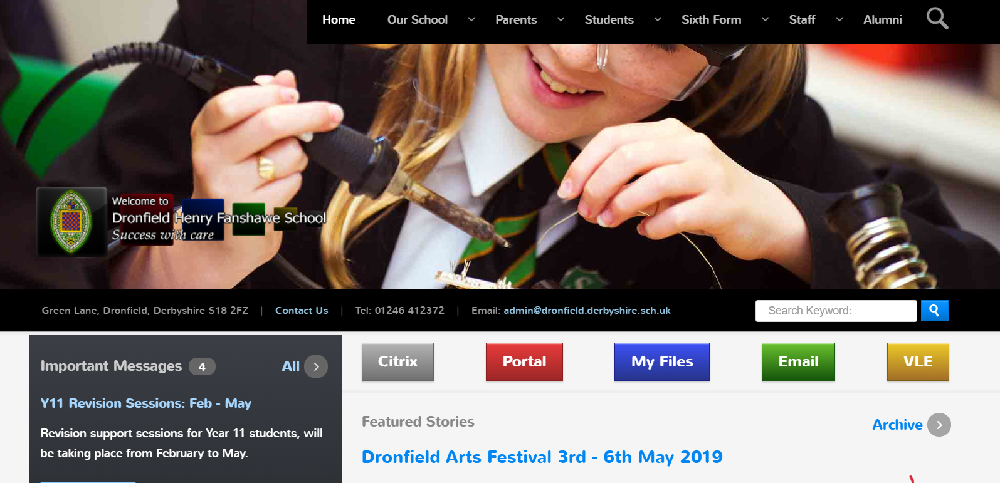 Home Our School Parents Students Sixth Form Staff Alumni
Welcome to
Dronfield Henry Fanshawe School
Success with care
Green Lane, Dronfield, Derbyshire S18 2FZ | Contact Us | Tel: 01246 412372 | Email: admin@dronfield.derbyshire.sch.uk
Search Keyword:
Important Messages 4 All
Citrix Portal My Files Email VLE
Y11 Revision Sessions: Feb - May
Revision support sessions for Year 11 students, will
be taking place from February to May.
Featured Stories Archive
Dronfield Arts Festival 3rd - 6th May 2019